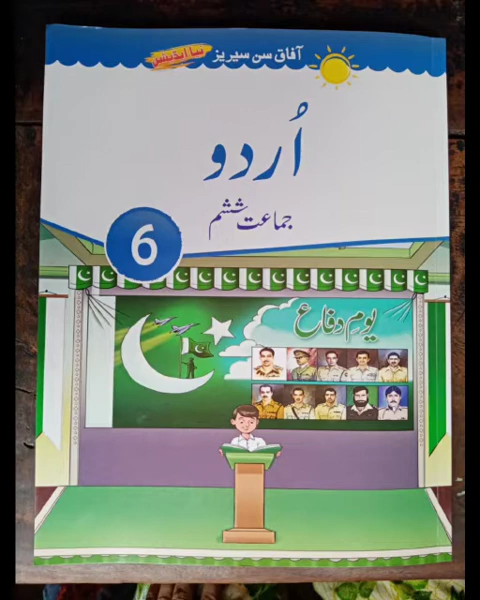 آفاق سن سیریز نیا ایڈیشن
اُردو
جماعت ششم
6
یومِ دفاع